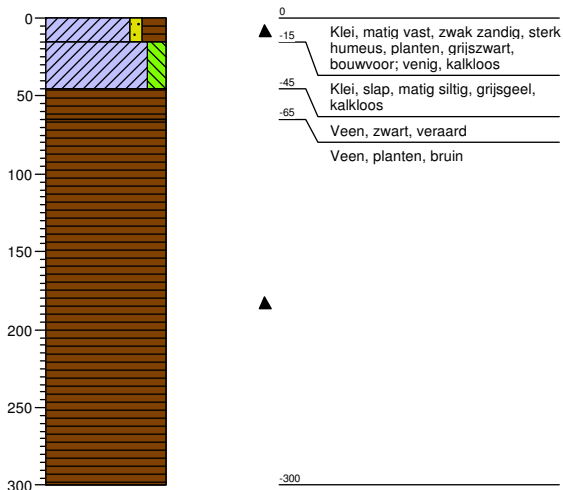 0
50
100
150
200
250
300
0
Klei, matig vast, zwak zandig, sterk
-15
humeus, planten, grijszwart,
bouwvoor; venig, kalkloos
-45
Klei, slap, matig siltig, grijsgeel,
kalkloos
-65
Veen, zwart, veraard
Veen, planten, bruin
-300